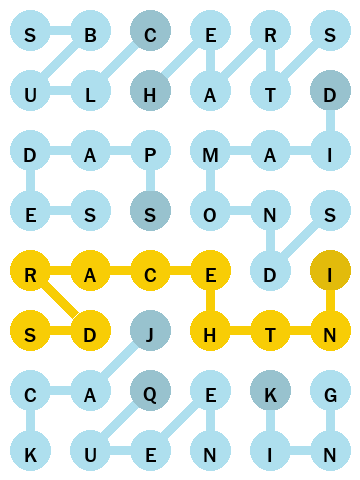 S B C E R S
U L H A T D
D A P M A I
E S S O N S
R A C E D I
S D J H T N
C A Q E K G
K U E N I N